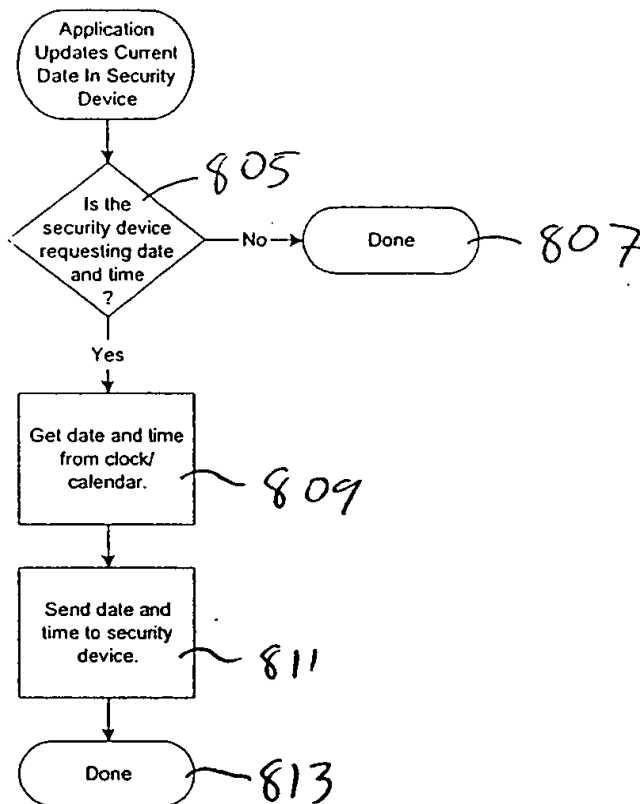 Application
Updates Current
Date In Security
Device
805
Is the
security device
requesting date
and time
?
No
Done
807
Yes
Get date and time
from clock/
calendar.
809
Send date and
time to security
device.
811
Done
813